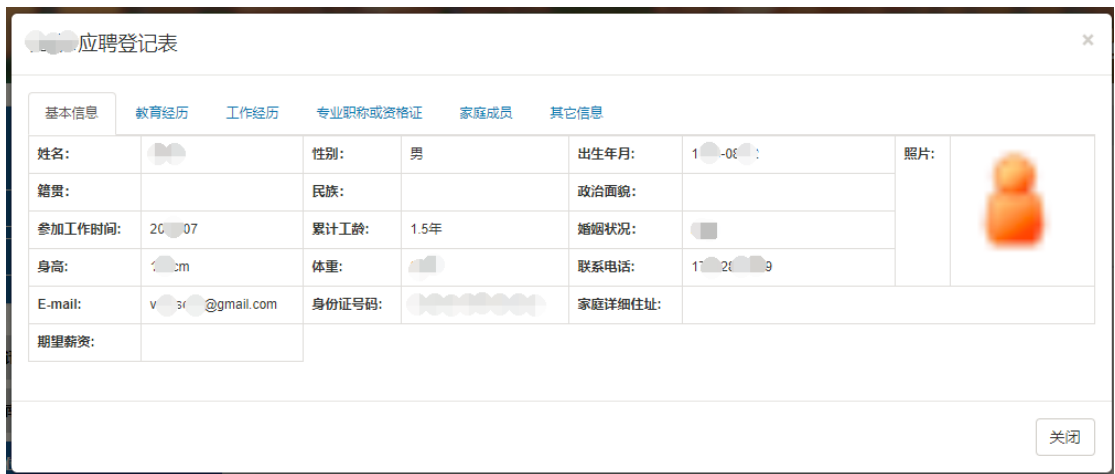 应聘登记表 ×
基本信息 教育经历 工作经历 专业职称或资格证 家庭成员 其它信息
姓名: 性别: 男 出生年月: 照片:
籍贯: 民族: 政治面貌:
参加工作时间: 累计工龄: 1.5年 婚姻状况:
身高: cm 体重: 联系电话:
E-mail: @gmail.com 身份证号码: 家庭详细住址:
期望薪资:
关闭